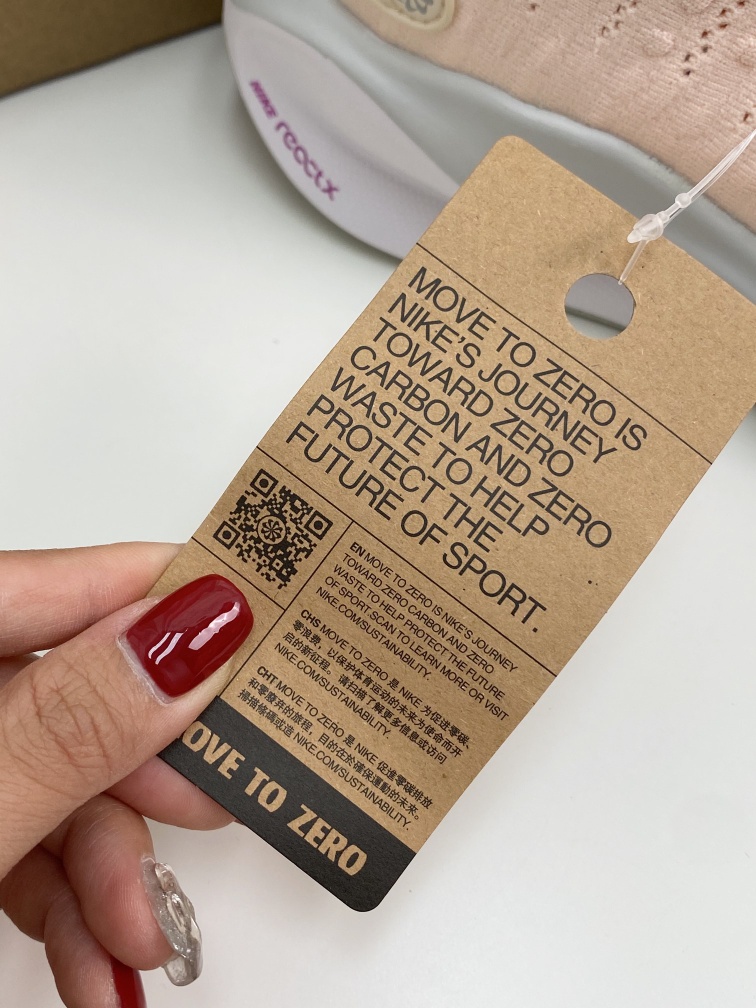 NIKE reactX
MOVE TO ZERO IS
NIKE'S JOURNEY
TOWARD ZERO
CARBON AND ZERO
WASTE TO HELP
PROTECT THE
FUTURE OF SPORT.
EN MOVE TO ZERO IS NIKE'S JOURNEY
TOWARD ZERO CARBON AND ZERO
WASTE TO HELP PROTECT THE FUTURE
OF SPORT.SCAN TO LEARN MORE OR VISIT
NIKE.COM/SUSTAINABILITY.
CHS MOVE TO ZERO 是 NIKE 为促进零碳、
零浪费，以保护体育运动的未来为使命而开
启的新征程。请扫描了解更多信息或访问
NIKE.COM/SUSTAINABILITY.
CHT MOVE TO ZERO 是 NIKE 促進零碳排放
和零廢棄的旅程，目的在於確保運動的未來。
掃描條碼或造 NIKE.COM/SUSTAINABILITY.
OVE TO ZERO